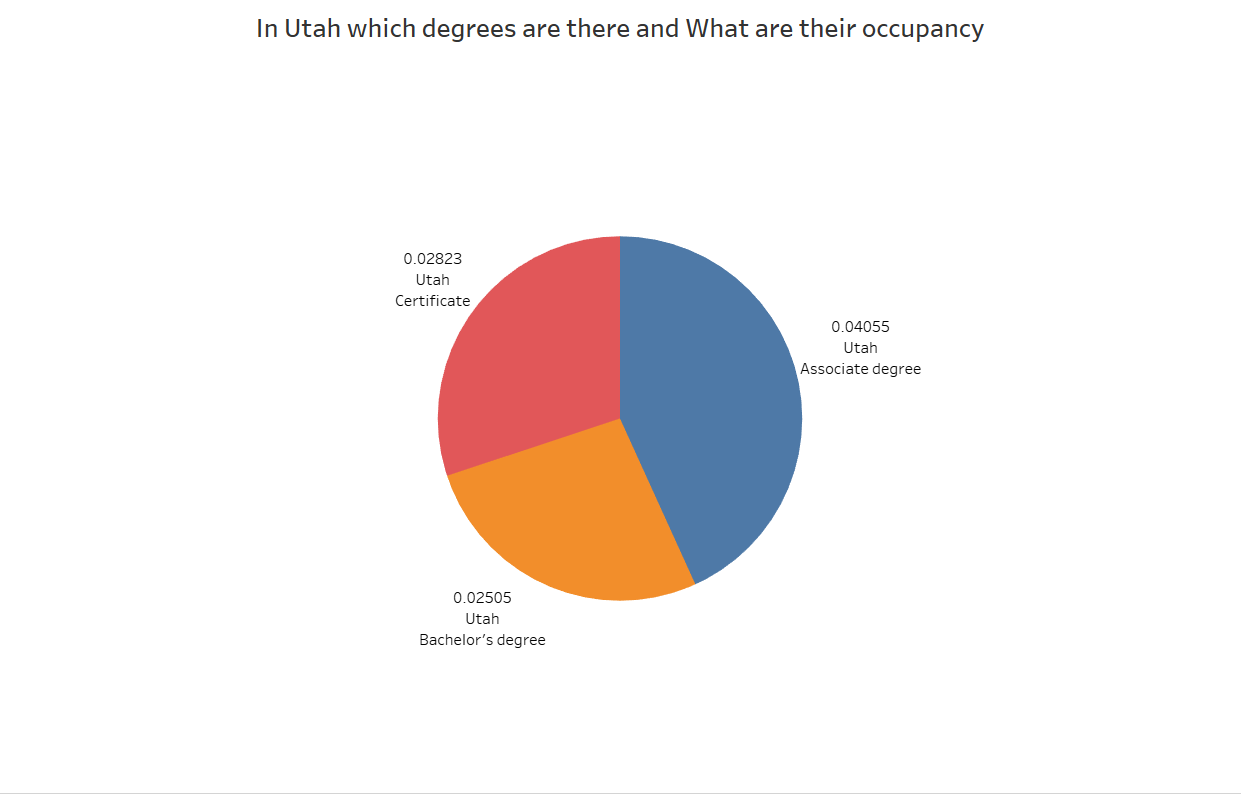 In Utah which degrees are there and What are their occupancy
0.02823
Utah
Certificate
0.04055
Utah
Associate degree
0.02505
Utah
Bachelor’s degree